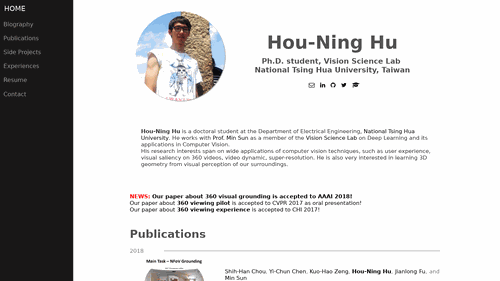 HOME
Biography
Publications
Side Projects
Experiences
Resume
Contact
Hou-Ning Hu
Ph.D. student, Vision Science Lab
National Tsing Hua University, Taiwan
Hou-Ning Hu is a doctoral student at the Department of Electrical Engineering, National Tsing Hua
University. He works with Prof. Min Sun as a member of the Vision Science Lab on Deep Learning and its
applications in Computer Vision.
His research interests span on wide applications of computer vision techniques, such as user experience,
visual saliency on 360 videos, video dynamic, super-resolution. He is also very interested in learning 3D
geometry from visual perception of our surroundings.
NEWS: Our paper about 360 visual grounding is accepted to AAAI 2018!
Our paper about 360 viewing pilot is accepted to CVPR 2017 as oral presentation!
Our paper about 360 viewing experience is accepted to CHI 2017!
Publications
2018
Main Task – NFoV Grounding
Shih-Han Chou, Yi-Chun Chen, Kuo-Hao Zeng, Hou-Ning Hu, Jianlong Fu, and
Min Sun